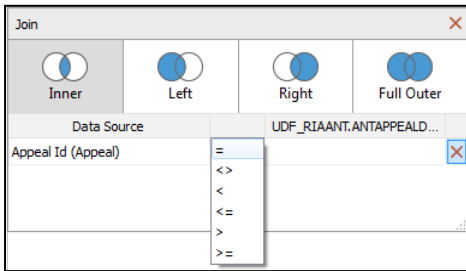 Join
Inner Left Right Full Outer
Data Source UDF_RIAANT.ANTAPPEALD...
Appeal Id (Appeal) =
<>
<
<=
>
>=